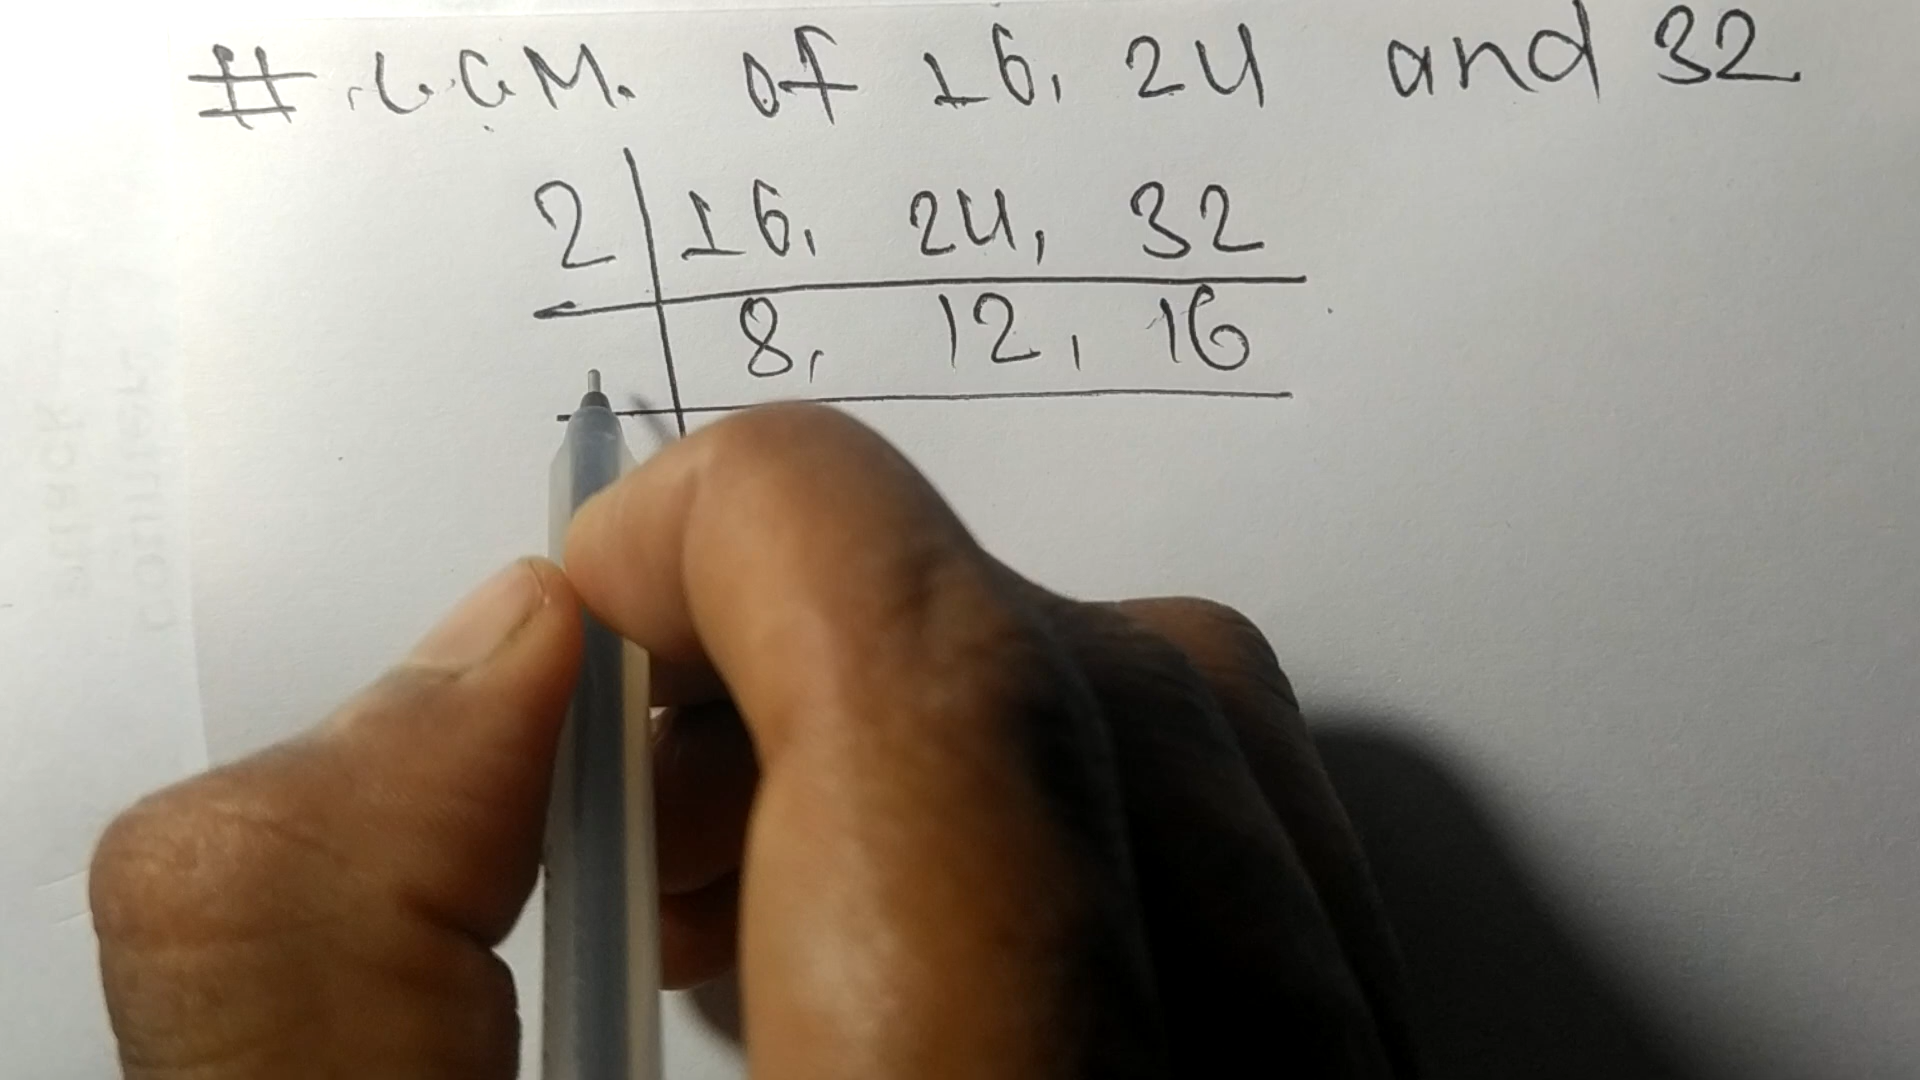 # L.C.M. of 16, 24 and 32
2 16, 24, 32
8, 12, 16